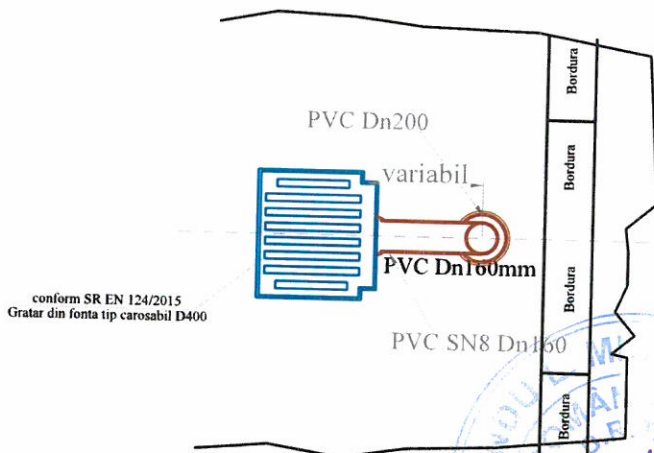 Bordura
PVC Dn200
Bordura
variabil
PVC Dn160mm
conform SR EN 124/2015
Gratar din fonta tip carosabil D400
Bordura
PVC SN8 Dn160
Bordura